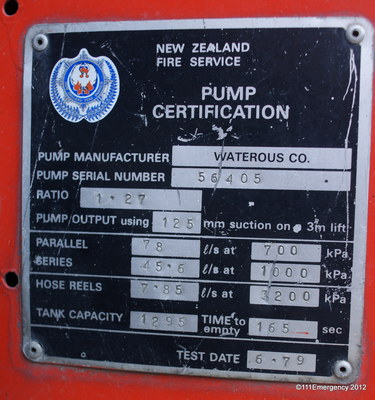 NEW ZEALAND
FIRE SERVICE
PUMP
CERTIFICATION
PUMP MANUFACTURER WATEROUS CO.
PUMP SERIAL NUMBER 56405
RATIO 1·27
PUMP/OUTPUT using 125 mm suction on 3m lift
PARALLEL 78 l/s at 700 kPa
SERIES 45·6 l/s at 1000 kPa
HOSE REELS 7·85 l/s at 3200 kPa
TANK CAPACITY 1295 TIME to empty 165 sec
TEST DATE 6-79
©111Emergency 2012